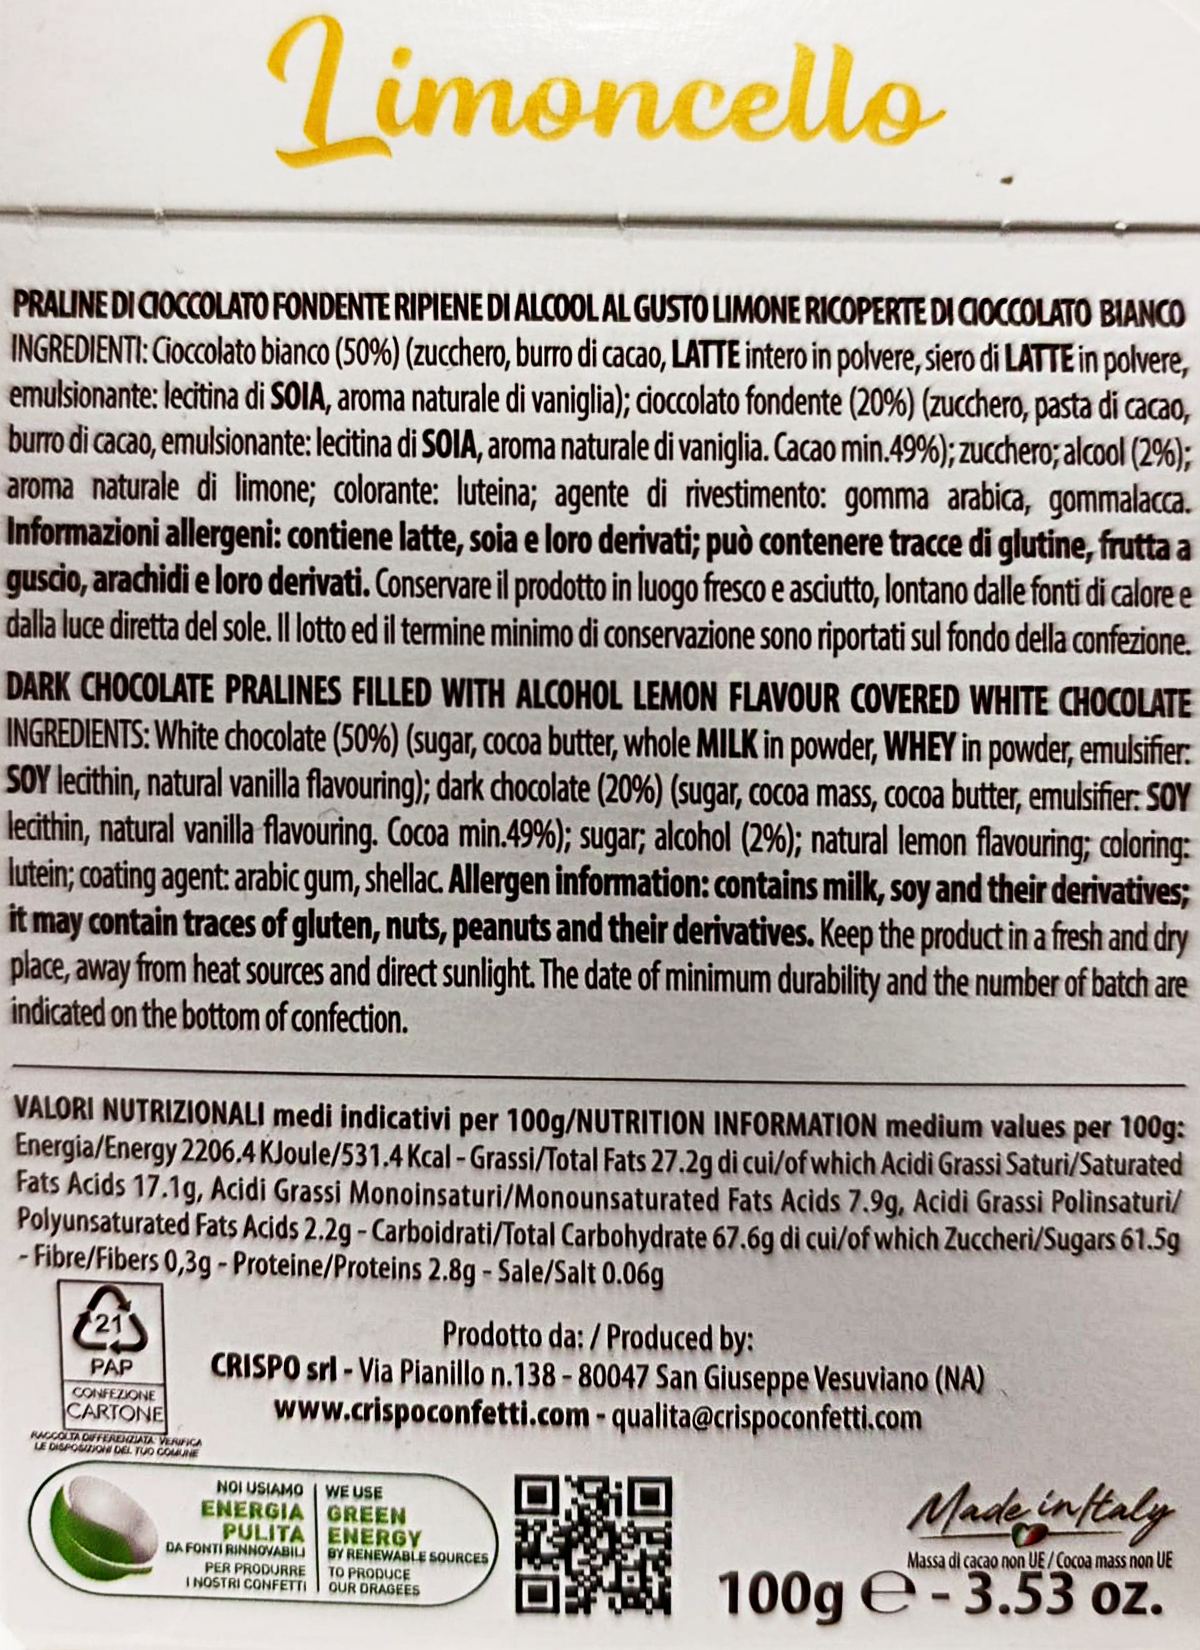 Limoncello
PRALINE DI CIOCCOLATO FONDENTE RIPIENE DI ALCOOL AL GUSTO LIMONE RICOPERTE DI CIOCCOLATO BIANCO
INGREDIENTI: Cioccolato bianco (50%) (zucchero, burro di cacao, LATTE intero in polvere, siero di LATTE in polvere,
emulsionante: lecitina di SOIA, aroma naturale di vaniglia); cioccolato fondente (20%) (zucchero, pasta di cacao,
burro di cacao, emulsionante: lecitina di SOIA, aroma naturale di vaniglia. Cacao min.49%); zucchero; alcool (2%);
aroma naturale di limone; colorante: luteina; agente di rivestimento: gomma arabica, gommalacca.
Informazioni allergeni: contiene latte, soia e loro derivati; può contenere tracce di glutine, frutta a
guscio, arachidi e loro derivati. Conservare il prodotto in luogo fresco e asciutto, lontano dalle fonti di calore e
dalla luce diretta del sole. Il lotto ed il termine minimo di conservazione sono riportati sul fondo della confezione.
DARK CHOCOLATE PRALINES FILLED WITH ALCOHOL LEMON FLAVOUR COVERED WHITE CHOCOLATE
INGREDIENTS: White chocolate (50%) (sugar, cocoa butter, whole MILK in powder, WHEY in powder, emulsifier:
SOY lecithin, natural vanilla flavouring); dark chocolate (20%) (sugar, cocoa mass, cocoa butter, emulsifier: SOY
lecithin, natural vanilla flavouring. Cocoa min.49%); sugar; alcohol (2%); natural lemon flavouring; coloring:
lutein; coating agent: arabic gum, shellac. Allergen information: contains milk, soy and their derivatives;
it may contain traces of gluten, nuts, peanuts and their derivatives. Keep the product in a fresh and dry
place, away from heat sources and direct sunlight. The date of minimum durability and the number of batch are
indicated on the bottom of confection.
VALORI NUTRIZIONALI medi indicativi per 100g/NUTRITION INFORMATION medium values per 100g:
Energia/Energy 2206.4 KJoule/531.4 Kcal - Grassi/Total Fats 27.2g di cui/of which Acidi Grassi Saturi/Saturated
Fats Acids 17.1g, Acidi Grassi Monoinsaturi/Monounsaturated Fats Acids 7.9g, Acidi Grassi Polinsaturi/
Polyunsaturated Fats Acids 2.2g - Carboidrati/Total Carbohydrate 67.6g di cui/of which Zuccheri/Sugars 61.5g
- Fibre/Fibers 0,3g - Proteine/Proteins 2.8g - Sale/Salt 0.06g
21
PAP
CONFEZIONE
CARTONE
RACCOLTA DIFFERENZIATA. VERIFICA
LE DISPOSIZIONI DEL TUO COMUNE
Prodotto da: / Produced by:
CRISPO srl - Via Pianillo n.138 - 80047 San Giuseppe Vesuviano (NA)
www.crispoconfetti.com - qualita@crispoconfetti.com
NOI USIAMO
ENERGIA
PULITA
DA FONTI RINNOVABILI
PER PRODURRE
I NOSTRI CONFETTI
WE USE
GREEN
ENERGY
BY RENEWABLE SOURCES
TO PRODUCE
OUR DRAGEES
Made in Italy
Massa di cacao non UE / Cocoa mass non UE
100g e - 3.53 oz.